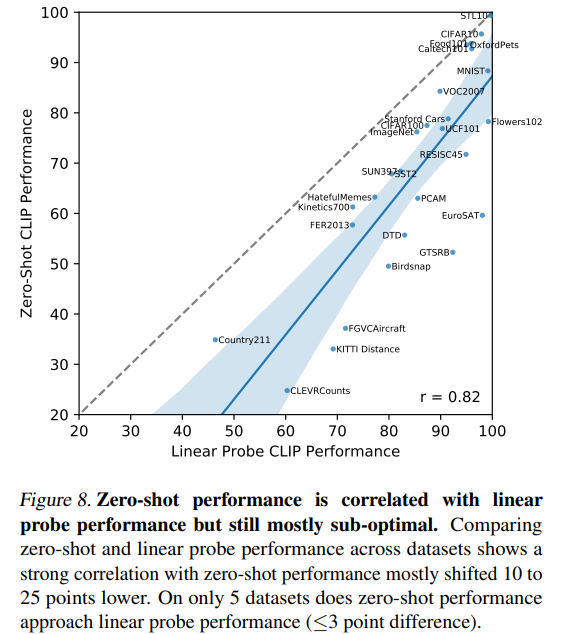 100
90
80
70
60
50
40
30
20
Zero-Shot CLIP Performance
STL10
CIFAR10
Food101
OxfordPets
Caltech101
MNIST
VOC2007
Stanford Cars
Flowers102
CIFAR100
UCF101
ImageNet
RESISC45
SUN397
SST2
HatefulMemes
PCAM
Kinetics700
EuroSAT
FER2013
DTD
GTSRB
Birdsnap
FGVCAircraft
Country211
KITTI Distance
CLEVRCounts
r = 0.82
20 30 40 50 60 70 80 90 100
Linear Probe CLIP Performance
Figure 8. Zero-shot performance is correlated with linear
probe performance but still mostly sub-optimal. Comparing
zero-shot and linear probe performance across datasets shows a
strong correlation with zero-shot performance mostly shifted 10 to
25 points lower. On only 5 datasets does zero-shot performance
approach linear probe performance (≤3 point difference).